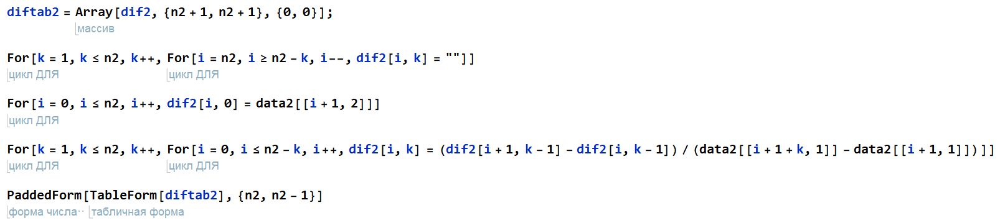 diftab2 = Array[dif2, {n2 + 1, n2 + 1}, {0, 0}];
массив
For[k = 1, k ≤ n2, k++, For[i = n2, i ≥ n2 - k, i--, dif2[i, k] = ""]]
цикл ДЛЯ цикл ДЛЯ
For[i = 0, i ≤ n2, i++, dif2[i, 0] = data2[[i + 1, 2]]]
цикл ДЛЯ
For[k = 1, k ≤ n2, k++, For[i = 0, i ≤ n2 - k, i++, dif2[i, k] = (dif2[i + 1, k - 1] - dif2[i, k - 1]) / (data2[[i + 1 + k, 1]] - data2[[i + 1, 1]])]]
цикл ДЛЯ цикл ДЛЯ
PaddedForm[TableForm[diftab2], {n2, n2 - 1}]
форма числа·· табличная форма